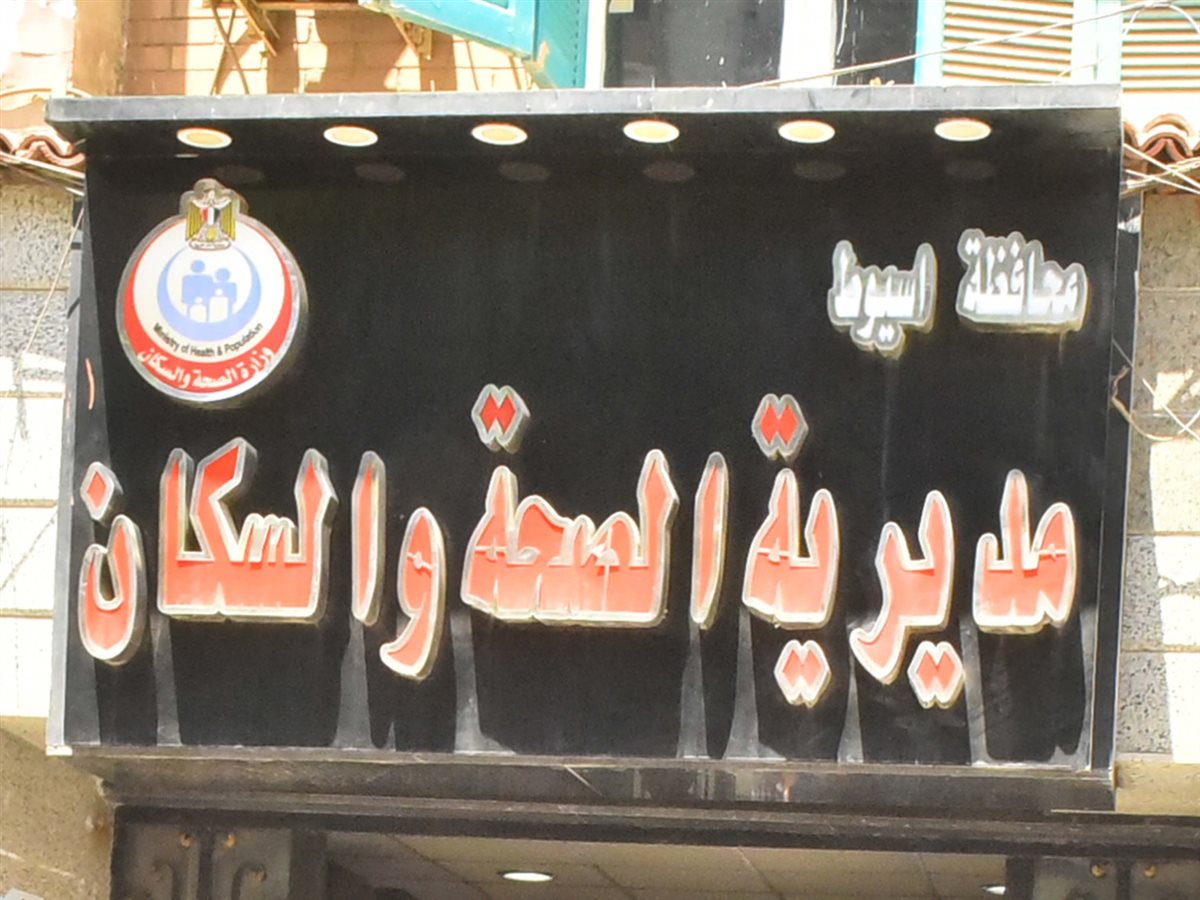 محافظة اسيوط
مديرية الصحة والسكان
Ministry of Health & Population
وزارة الصحة والسكان